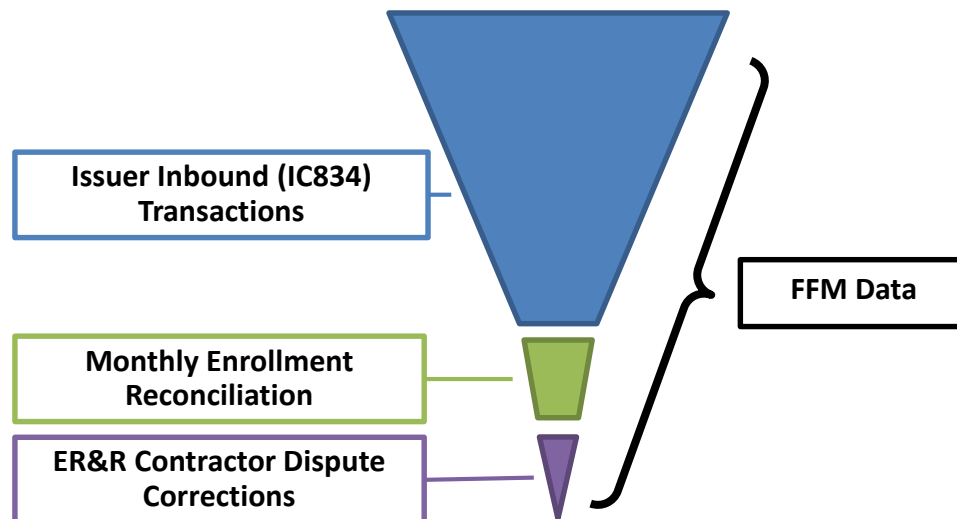 Issuer Inbound (IC834)
Transactions
FFM Data
Monthly Enrollment
Reconciliation
ER&R Contractor Dispute
Corrections